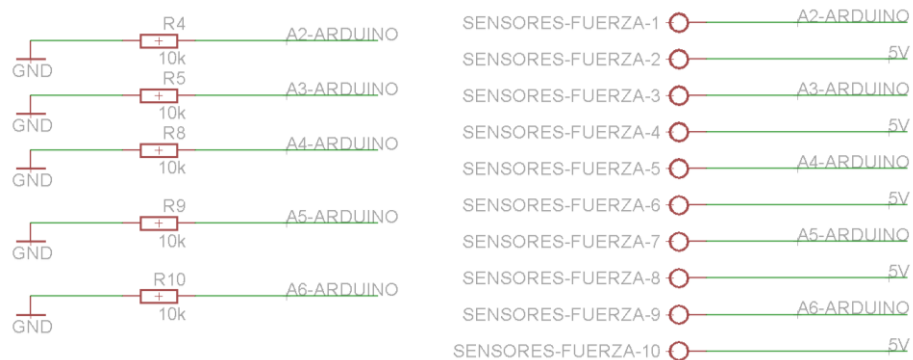 R4
A2-ARDUINO
GND
10k
R5
A3-ARDUINO
GND
10k
R8
A4-ARDUINO
GND
10k
R9
A5-ARDUINO
GND
10k
R10
A6-ARDUINO
GND
10k
SENSORES-FUERZA-1 A2-ARDUINO
SENSORES-FUERZA-2 5V
SENSORES-FUERZA-3 A3-ARDUINO
SENSORES-FUERZA-4 5V
SENSORES-FUERZA-5 A4-ARDUINO
SENSORES-FUERZA-6 5V
SENSORES-FUERZA-7 A5-ARDUINO
SENSORES-FUERZA-8 5V
SENSORES-FUERZA-9 A6-ARDUINO
SENSORES-FUERZA-10 5V